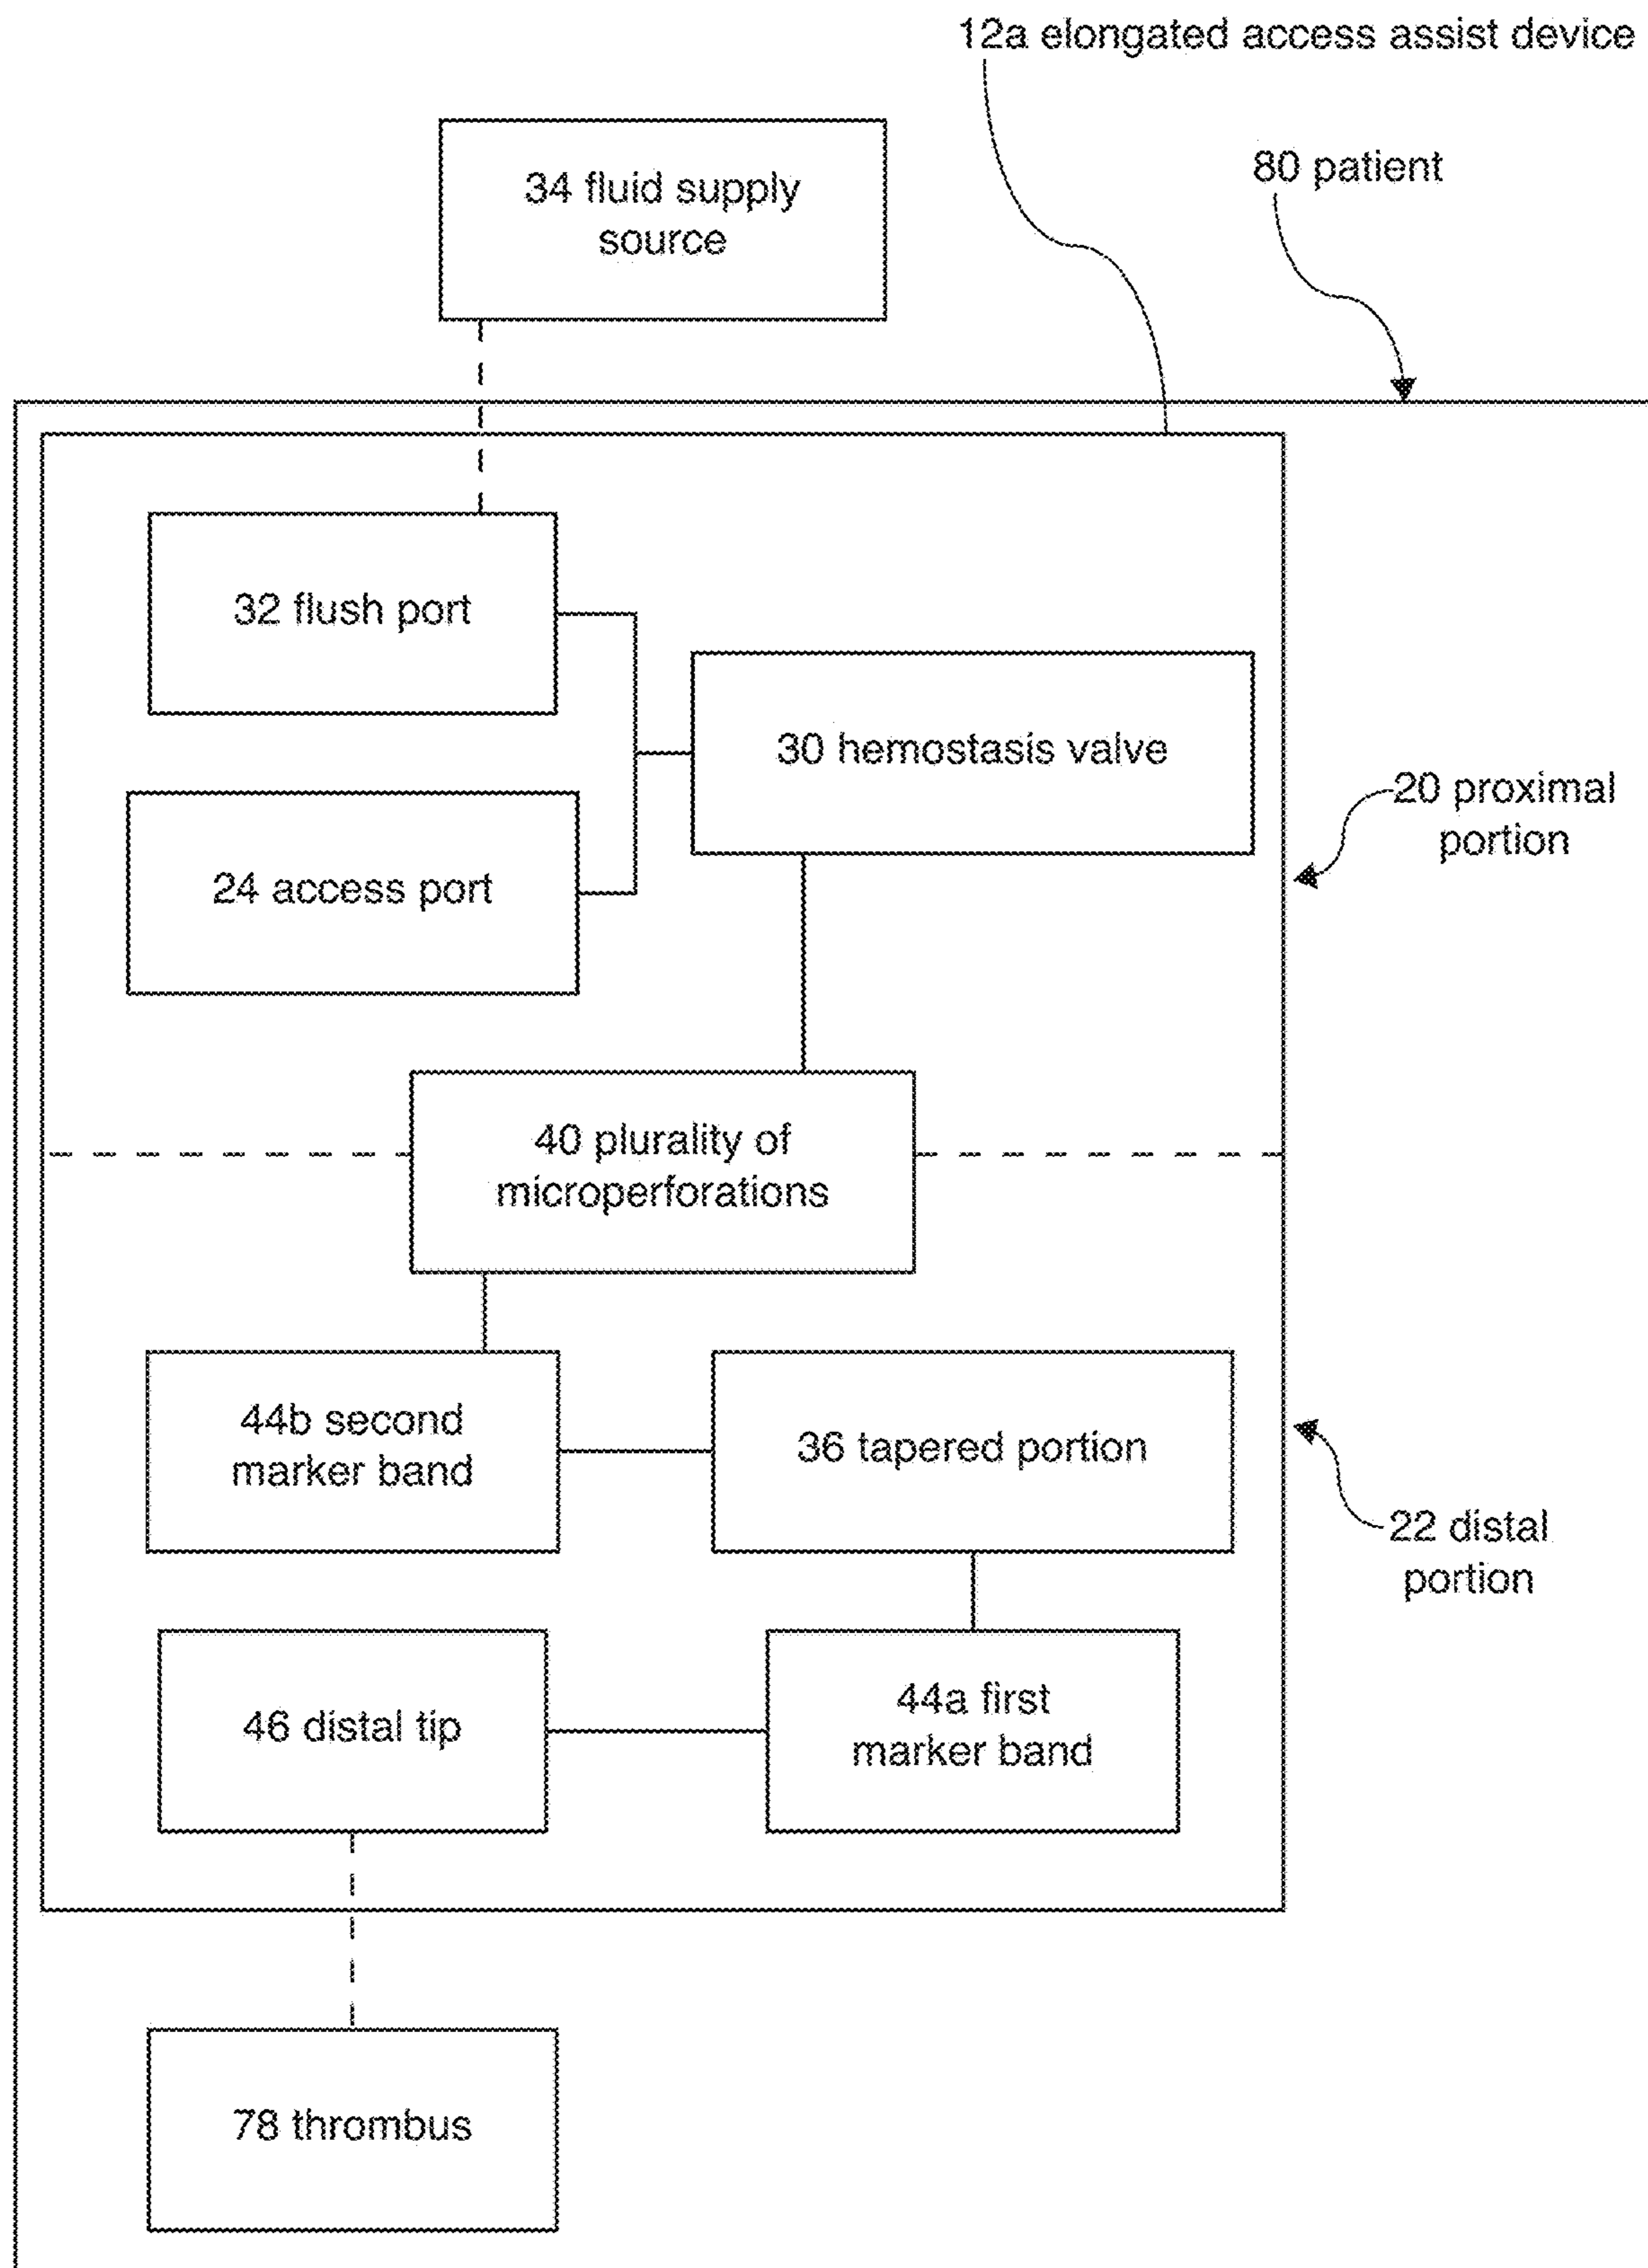 12a elongated access assist device
80 patient
34 fluid supply
source
32 flush port
30 hemostasis valve
20 proximal
portion
24 access port
40 plurality of
microperforations
44b second
marker band
36 tapered portion
22 distal
portion
46 distal tip
44a first
marker band
78 thrombus